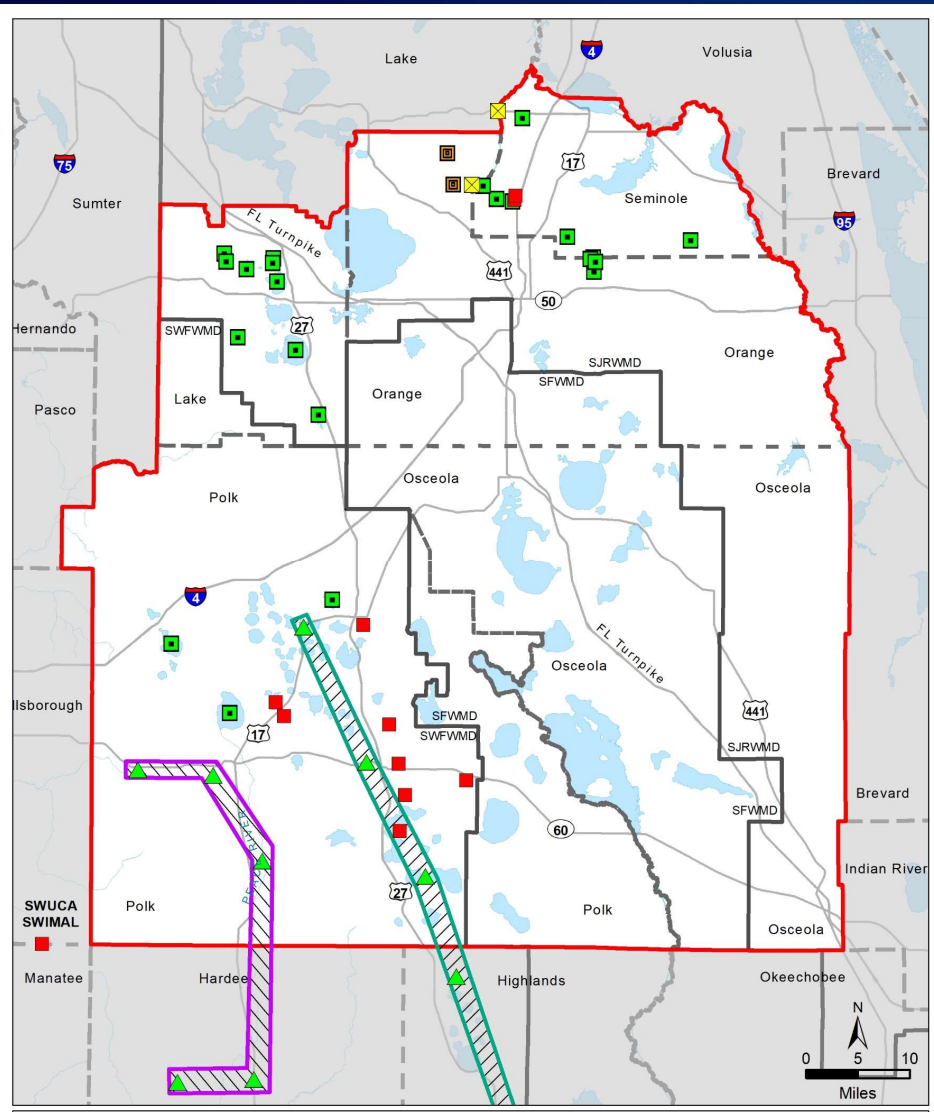 Lake
Volusia
4
75
17
Brevard
Sumter
Seminole
95
FL Turnpike
441
50
Hernando
SWFWMD
27
SJRWMD
Orange
SFWMD
Lake
Orange
Pasco
Osceola
Osceola
Polk
4
FL Turnpike
Osceola
llsborough
SFWMD
441
17
SWFWMD
SJRWMD
Brevard
SFWMD
60
Indian River
27
SWUCA
SWIMAL
Polk
Polk
Osceola
Manatee
Hardee
Highlands
Okeechobee
RIVER
N
0 5 10
Miles